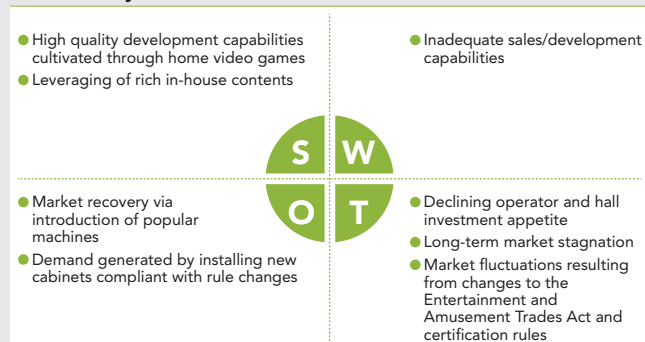 High quality development capabilities
cultivated through home video games
Leveraging of rich in-house contents
Inadequate sales/development
capabilities
S W
O T
Market recovery via
introduction of popular
machines
Demand generated by installing new
cabinets compliant with rule changes
Declining operator and hall
investment appetite
Long-term market stagnation
Market fluctuations resulting
from changes to the
Entertainment and
Amusement Trades Act and
certification rules